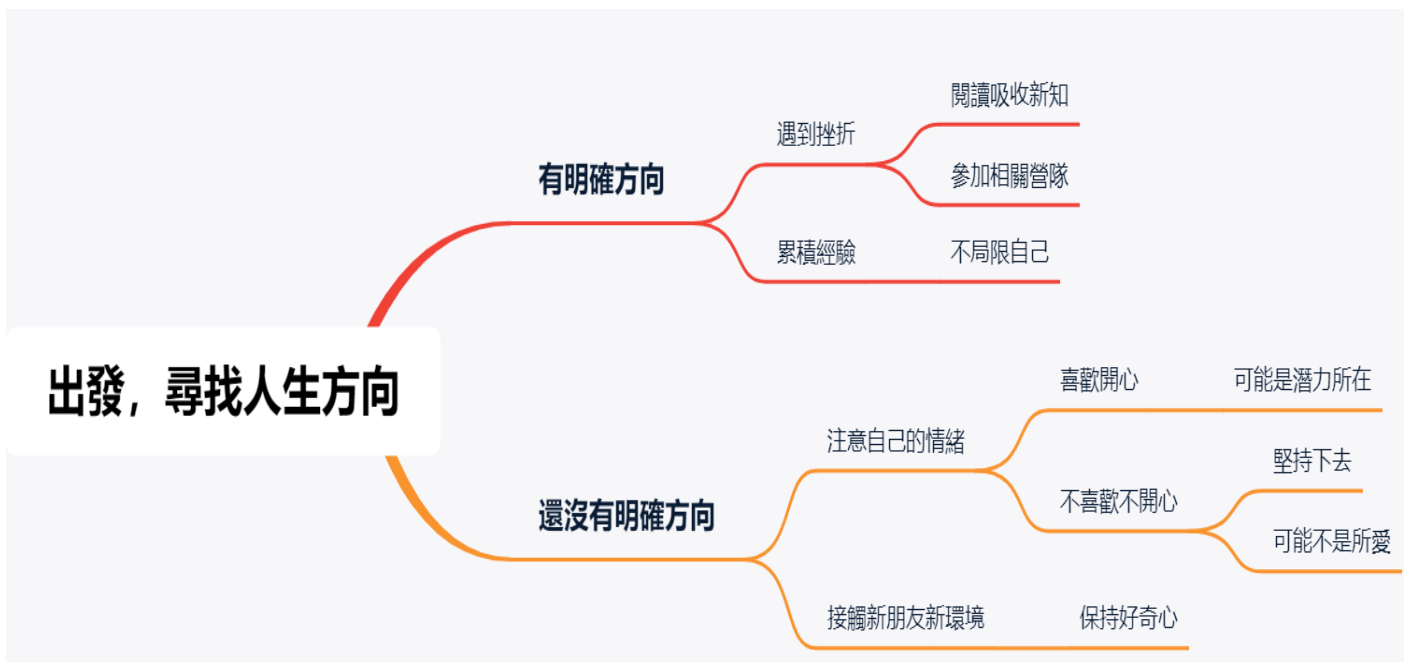 出發，尋找人生方向
有明確方向
遇到挫折
閱讀吸收新知
參加相關營隊
累積經驗
不局限自己
還沒有明確方向
注意自己的情緒
喜歡開心
可能是潛力所在
不喜歡不開心
堅持下去
可能不是所愛
接觸新朋友新環境
保持好奇心